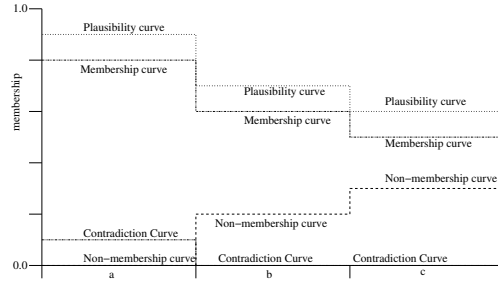 1.0
Plausibility curve
Membership curve
Plausibility curve
Plausibility curve
membership
Membership curve
Membership curve
Non−membership curve
Non−membership curve
Contradiction Curve
Non−membership curve
Contradiction Curve
Contradiction Curve
0.0
a
b
c